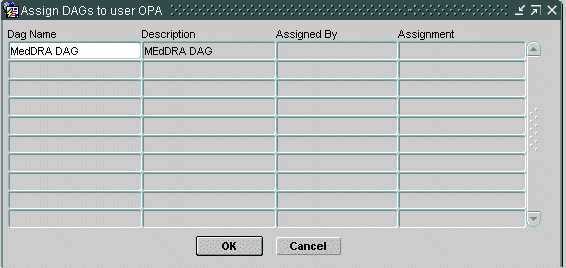 Assign DAGs to user OPA
Dag Name Description Assigned By Assignment
MedDRA DAG MEdDRA DAG
OK Cancel